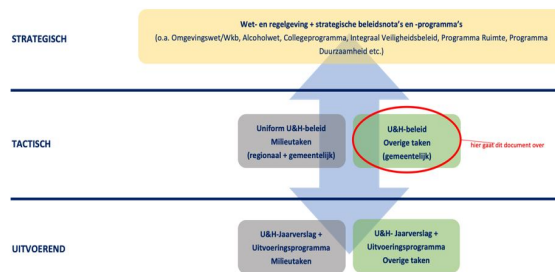 Wet- en regelgeving + strategische beleidsnota's en -programma's
STRATEGISCH
(o.a. Omgevingswet/Wkb, Alcoholwet, Collegeprogramma, Integraal Veiligheidsbeleid, Programma Ruimte, Programma
Duurzaamheid etc.)
TACTISCH
Uniform U&H-beleid
Milieutaken
(regionaal + gemeentelijk)
U&H-beleid
Overige taken
(gemeentelijk)
hier gaat dit document over
UITVOEREND
U&H-Jaarverslag +
Uitvoeringsprogramma
Milieutaken
U&H- Jaarverslag +
Uitvoeringsprogramma
Overige taken